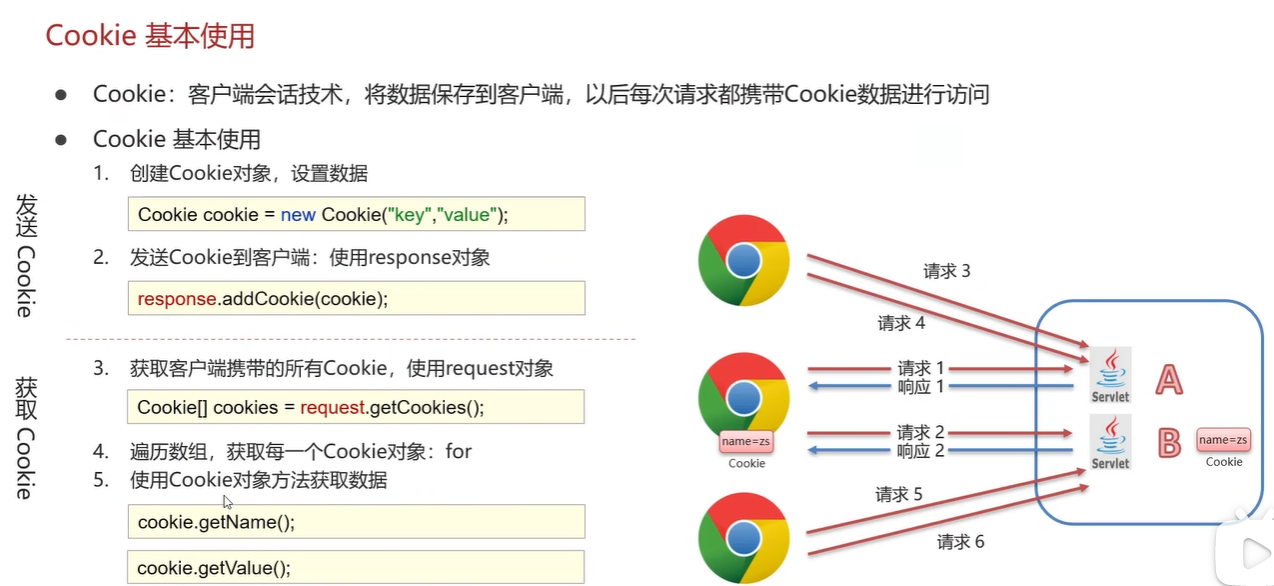 Cookie 基本使用
● Cookie：客户端会话技术，将数据保存到客户端，以后每次请求都携带Cookie数据进行访问
● Cookie 基本使用
发送 Cookie
1. 创建Cookie对象，设置数据
Cookie cookie = new Cookie("key","value");
2. 发送Cookie到客户端：使用response对象
response.addCookie(cookie);
获取 Cookie
3. 获取客户端携带的所有Cookie，使用request对象
Cookie[] cookies = request.getCookies();
4. 遍历数组，获取每一个Cookie对象：for
5. 使用Cookie对象方法获取数据
cookie.getName();
cookie.getValue();
请求 3
请求 4
请求 1
响应 1
Servlet
A
name=zs
Cookie
请求 2
响应 2
Servlet
B
name=zs
Cookie
请求 5
请求 6